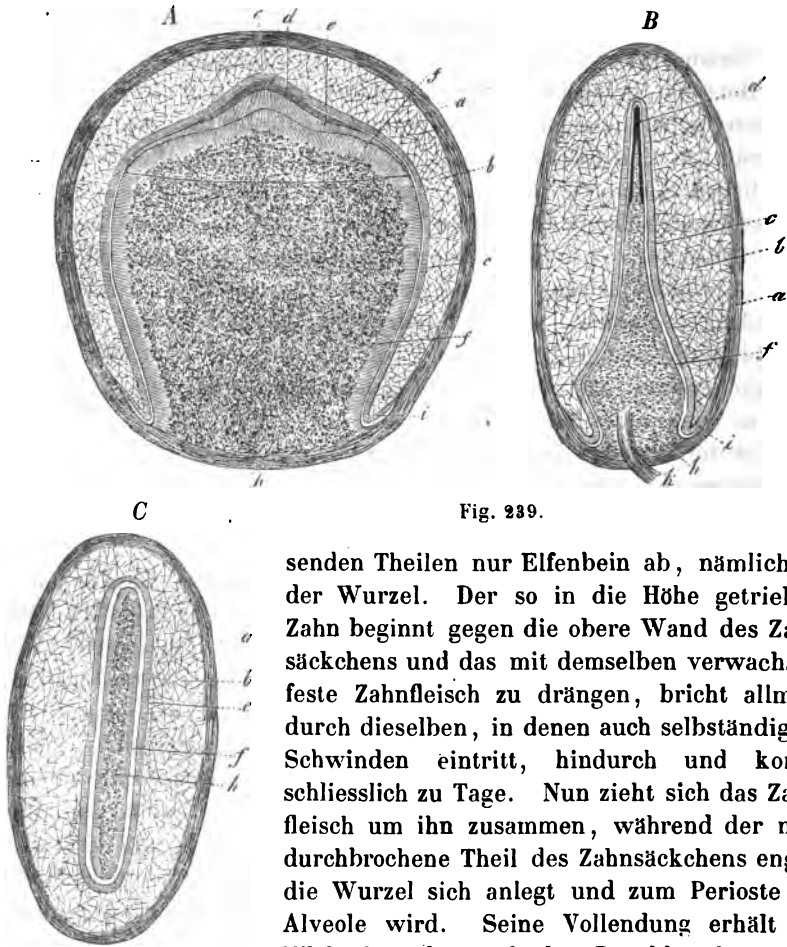 A
B
c d e
f
a
b
c
f
i
h
d
c
b
a
f
i
h
k
C
Fig. 239.
a
b
c
f
h
senden Theilen nur Elfenbein ab, nämlich
der Wurzel. Der so in die Höhe getrie
Zahn beginnt gegen die obere Wand des Za
säckchens und das mit demselben verwach
feste Zahnfleisch zu drängen, bricht allm
durch dieselben, in denen auch selbständig
Schwinden eintritt, hindurch und kor
schliesslich zu Tage. Nun zieht sich das Za
fleisch um ihn zusammen, während der n
durchbrochene Theil des Zahnsäckchens eng
die Wurzel sich anlegt und zum Perioste
Alveole wird. Seine Vollendung erhält